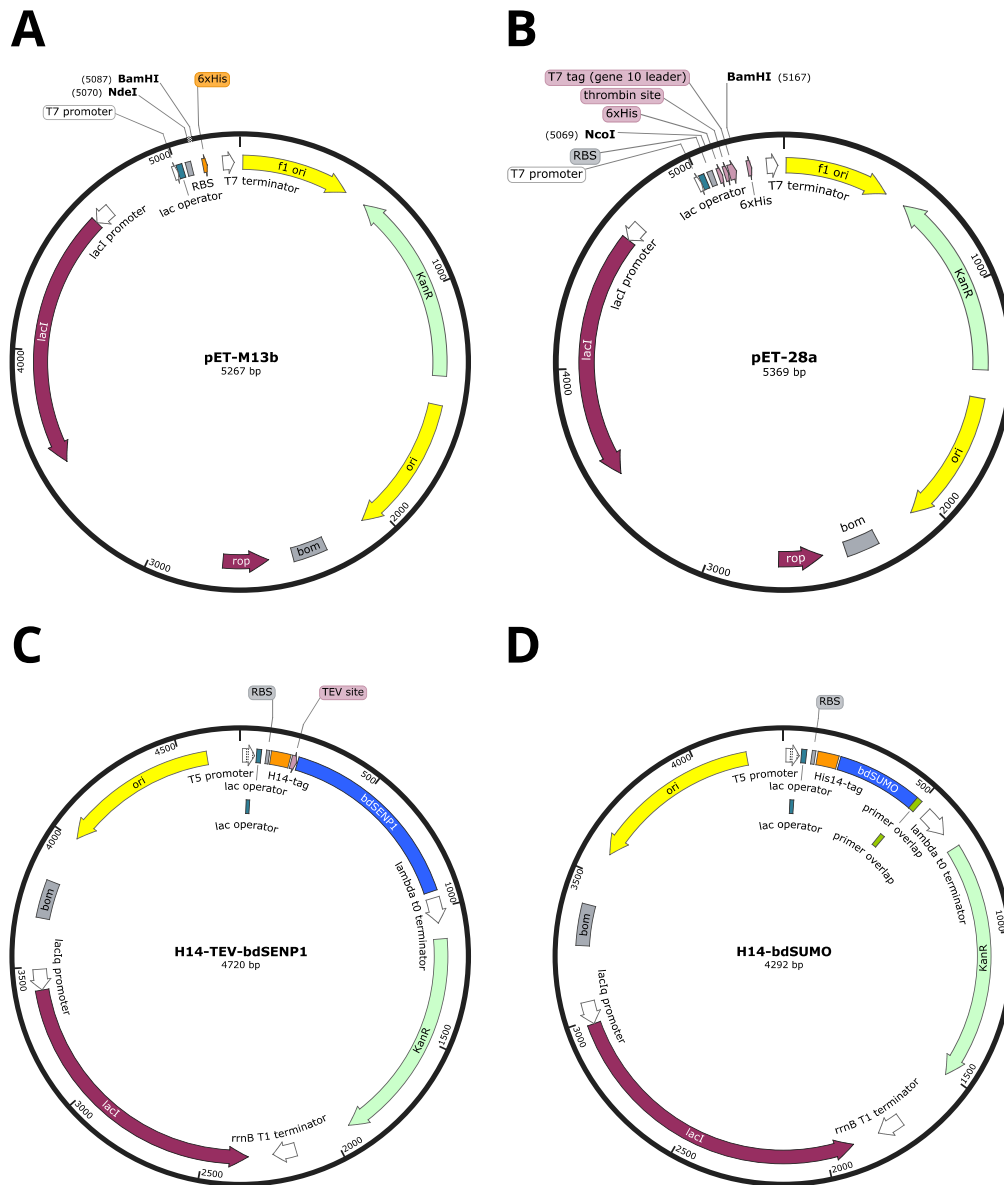 A
(5087) BamHI
(5070) NdeI
T7 promoter
6xHis
5000
RBS
lac operator
T7 terminator
f1 ori
lacI promoter
KanR
1000
lacI
4000
pET-M13b
5267 bp
ori
2000
bom
rop
3000
B
T7 tag (gene 10 leader)
thrombin site
6xHis
(5069) NcoI
RBS
T7 promoter
BamHI (5167)
5000
lac operator
6xHis
T7 terminator
f1 ori
lacI promoter
KanR
1000
lacI
4000
pET-28a
5369 bp
ori
2000
bom
rop
3000
C
RBS
TEV site
4500
ori
T5 promoter
H14-tag
lac operator
lac operator
bdSENP1
500
4000
1000
lambda t0 terminator
bom
lacIq promoter
3500
H14-TEV-bdSENP1
4720 bp
KanR
1500
lacI
3000
rrnB T1 terminator
2000
2500
D
RBS
4000
ori
T5 promoter
His14-tag
lac operator
lac operator
bdSUMO
500
primer overlap
primer overlap
lambda t0 terminator
3500
bom
1000
lacIq promoter
3000
H14-bdSUMO
4292 bp
KanR
1500
lacI
rrnB T1 terminator
2500
2000